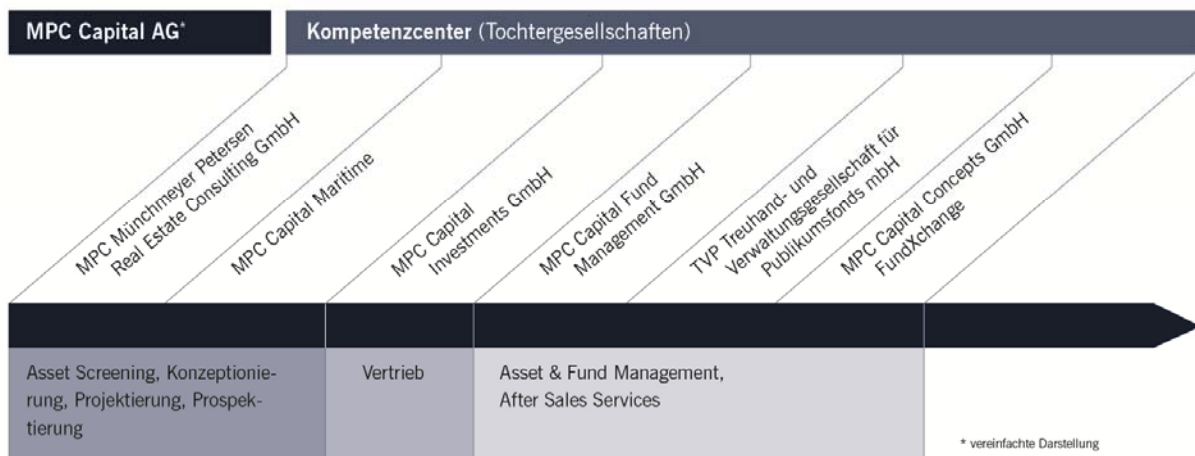 MPC Capital AG*
Kompetenzcenter (Tochtergesellschaften)
MPC Münchmeyer Petersen
Real Estate Consulting GmbH
MPC Capital Maritime
MPC Capital
Investments GmbH
MPC Capital Fund
Management GmbH
TVP Treuhand- und
Verwaltungsgesellschaft für
Publikumsfonds mbH
MPC Capital Concepts GmbH
FundXchange
Asset Screening, Konzeptionie-
rung, Projektierung, Prospek-
tierung
Vertrieb
Asset & Fund Management,
After Sales Services
* vereinfachte Darstellung